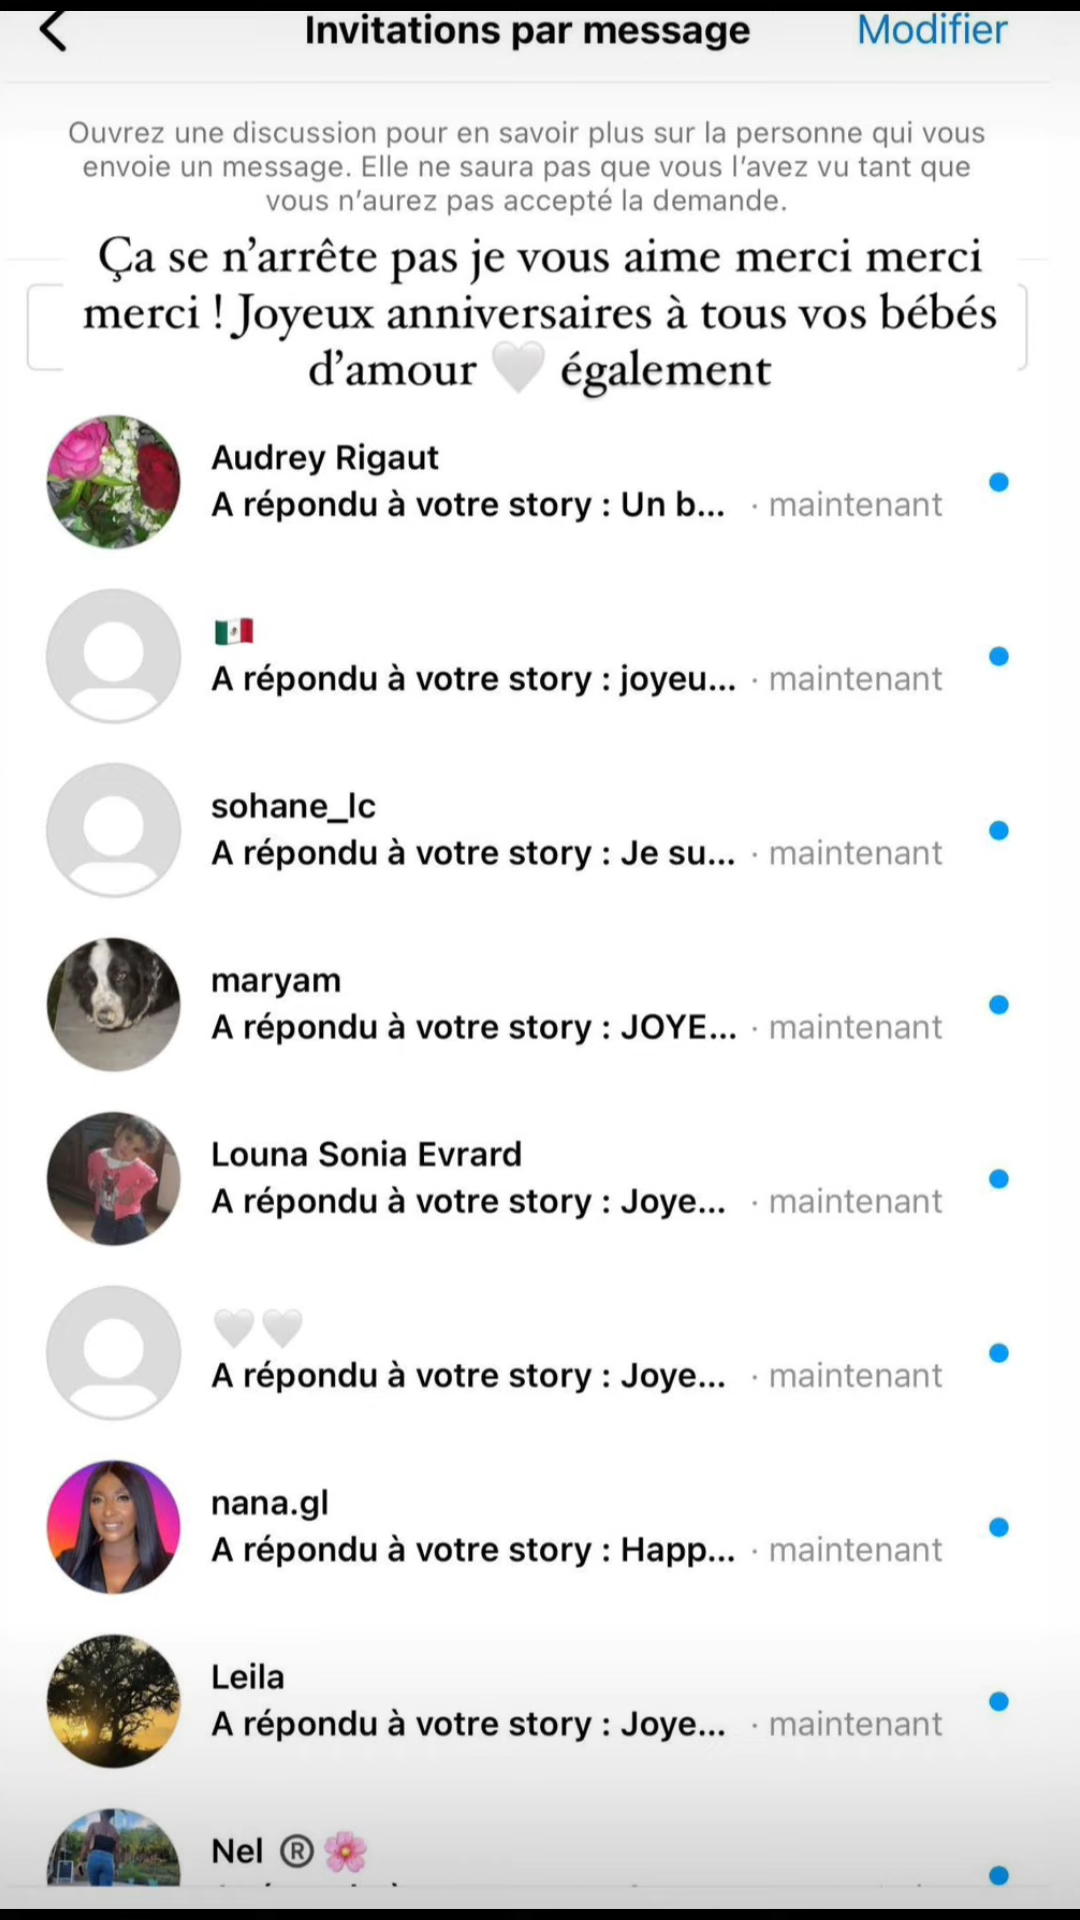 Invitations par message
Modifier
Ouvrez une discussion pour en savoir plus sur la personne qui vous
envoie un message. Elle ne saura pas que vous l'avez vu tant que
vous n'aurez pas accepté la demande.
Ça se n'arrête pas je vous aime merci merci
merci ! Joyeux anniversaires à tous vos bébés
d'amour 🤍 également
Audrey Rigaut
A répondu à votre story : Un b... · maintenant
🇲🇽
A répondu à votre story : joyeu... · maintenant
sohane_lc
A répondu à votre story : Je su... · maintenant
maryam
A répondu à votre story : JOYE... · maintenant
Louna Sonia Evrard
A répondu à votre story : Joye... · maintenant
🤍🤍
A répondu à votre story : Joye... · maintenant
nana.gl
A répondu à votre story : Happ... · maintenant
Leila
A répondu à votre story : Joye... · maintenant
Nel ®️🌸